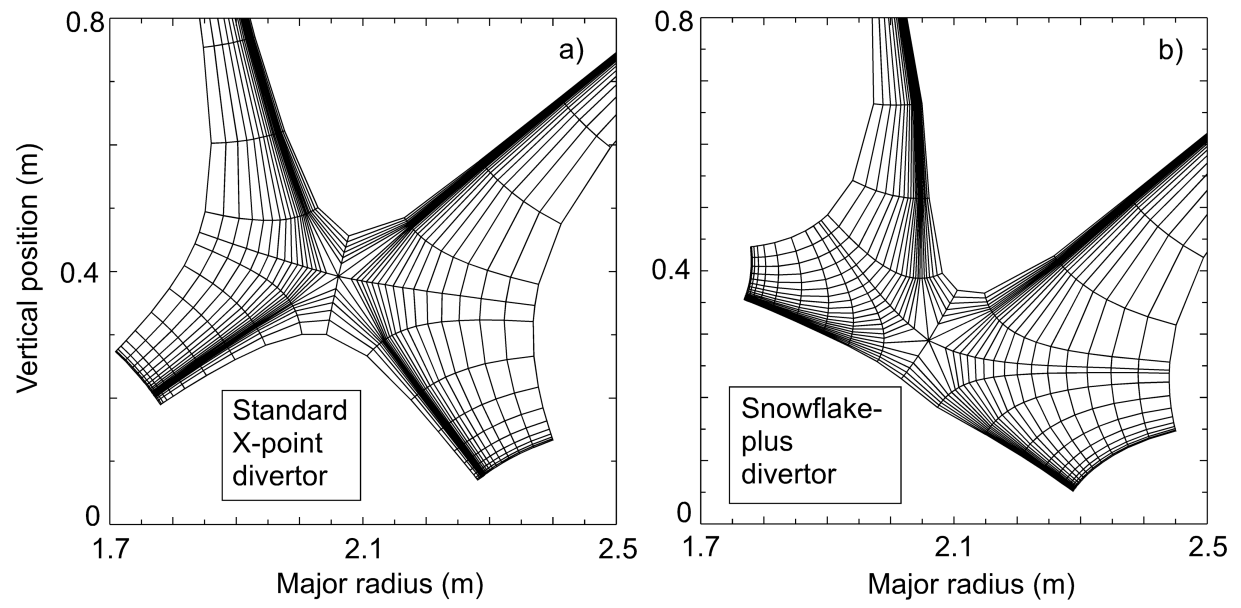 0.8
a)
Vertical position (m)
0.4
Standard
X-point
divertor
0
1.7
2.1
2.5
Major radius (m)
0.8
b)
0.4
Snowflake-
plus
divertor
0
1.7
2.1
2.5
Major radius (m)